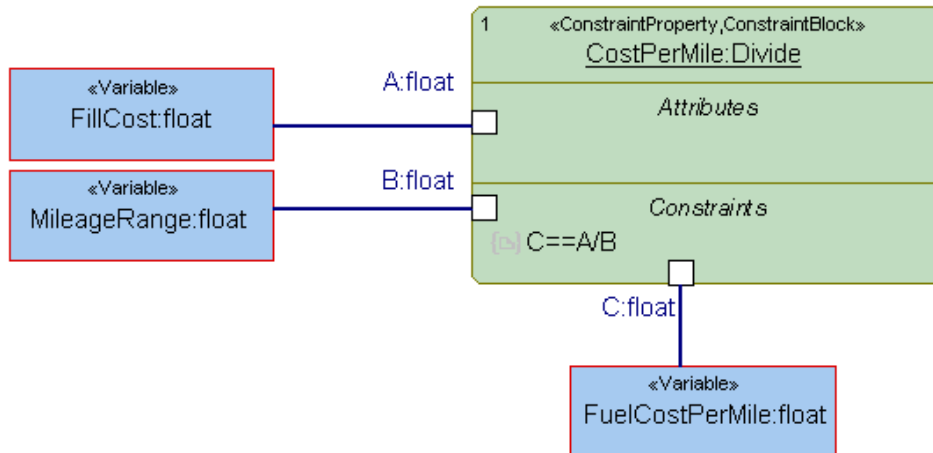 1
«ConstraintProperty,ConstraintBlock»
CostPerMile:Divide
A:float
Attributes
«Variable»
FillCost:float
B:float
«Variable»
MileageRange:float
Constraints
C==A/B
C:float
«Variable»
FuelCostPerMile:float